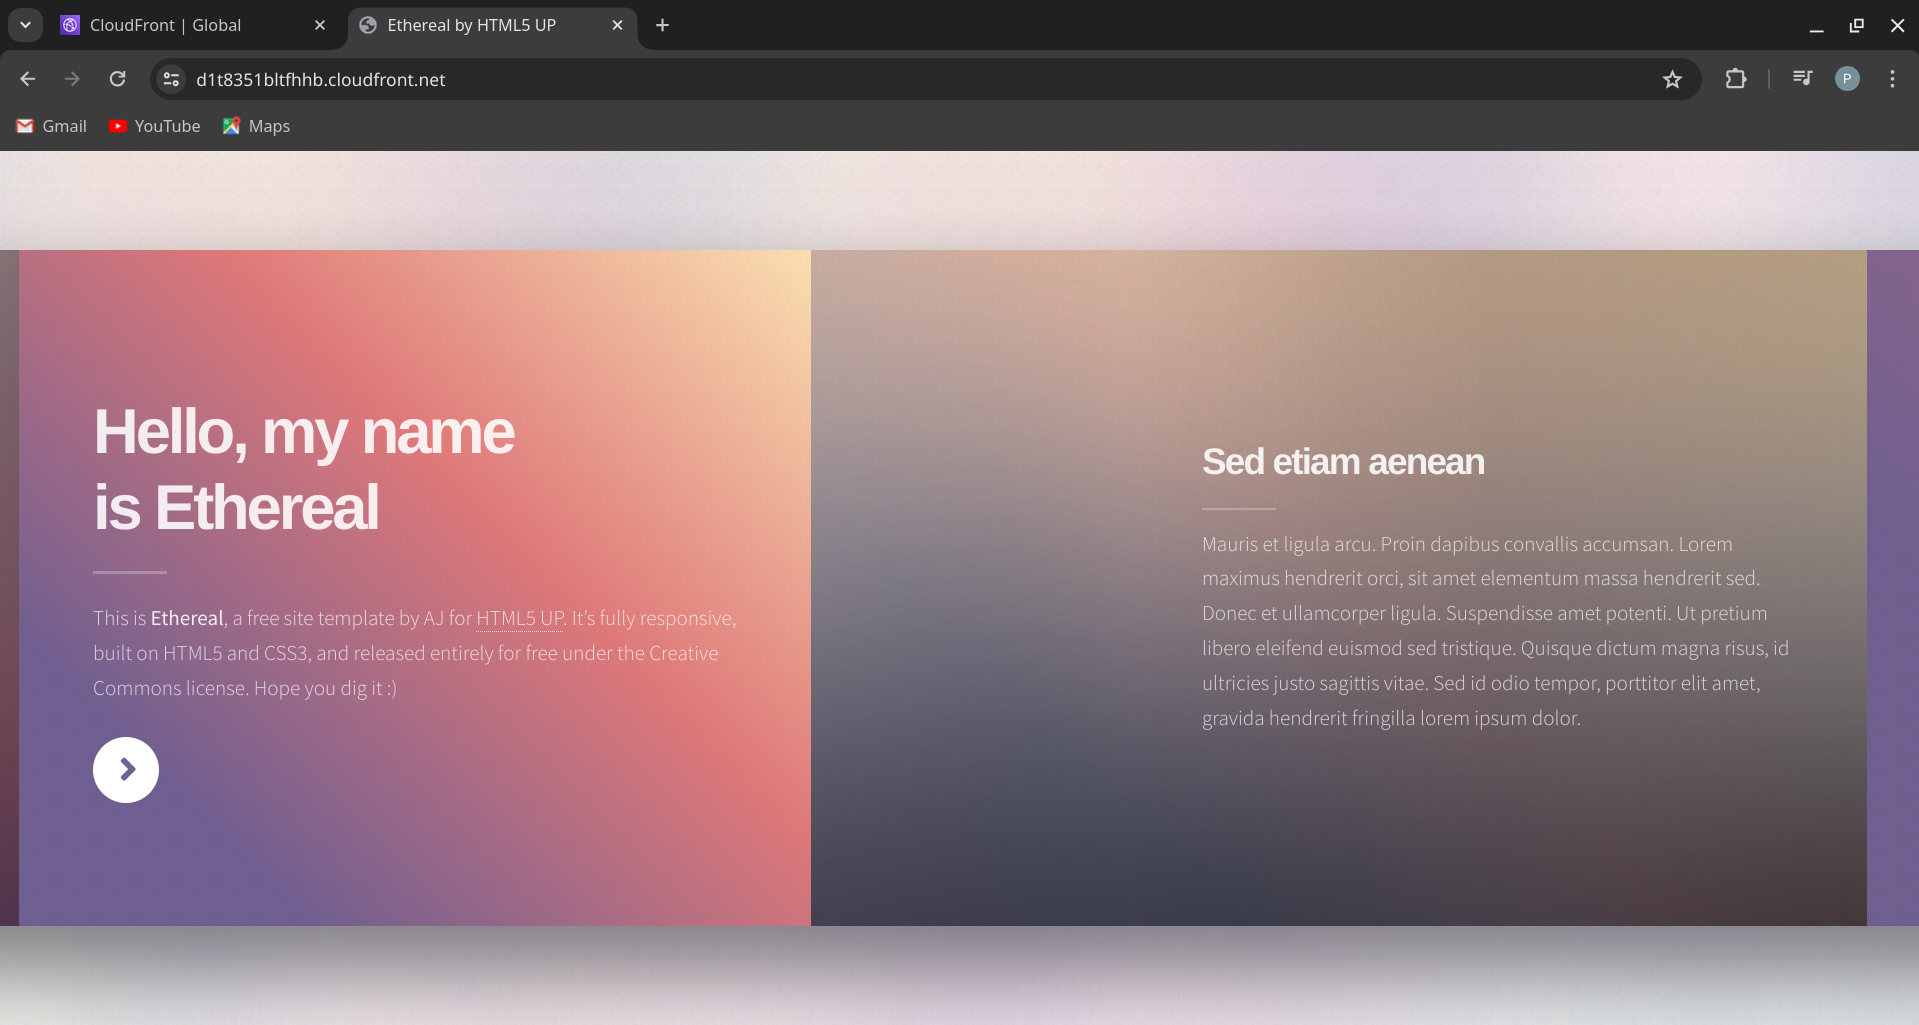 CloudFront | Global
Ethereal by HTML5 UP
d1t8351bltfhhb.cloudfront.net
P
Gmail
YouTube
Maps
Hello, my name
is Ethereal
This is Ethereal, a free site template by AJ for HTML5 UP. It’s fully responsive,
built on HTML5 and CSS3, and released entirely for free under the Creative
Commons license. Hope you dig it :)
Sed etiam aenean
Mauris et ligula arcu. Proin dapibus convallis accumsan. Lorem
maximus hendrerit orci, sit amet elementum massa hendrerit sed.
Donec et ullamcorper ligula. Suspendisse amet potenti. Ut pretium
libero eleifend euismod sed tristique. Quisque dictum magna risus, id
ultricies justo sagittis vitae. Sed id odio tempor, porttitor elit amet,
gravida hendrerit fringilla lorem ipsum dolor.